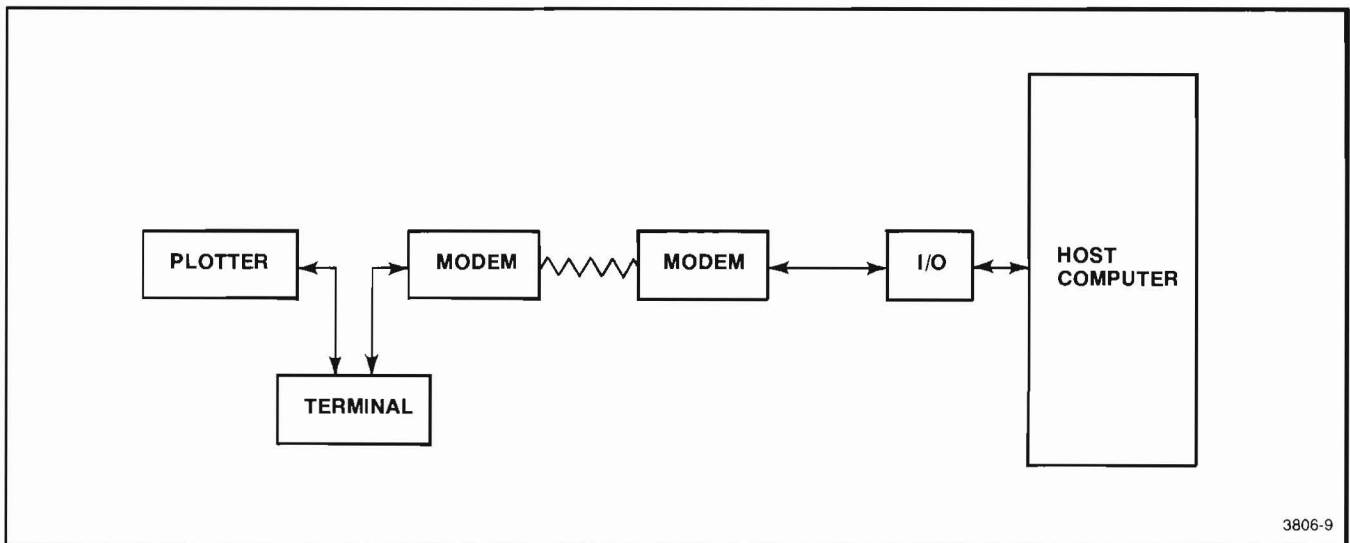 PLOTTER
MODEM
MODEM
I/O
HOST
COMPUTER
TERMINAL
3806-9